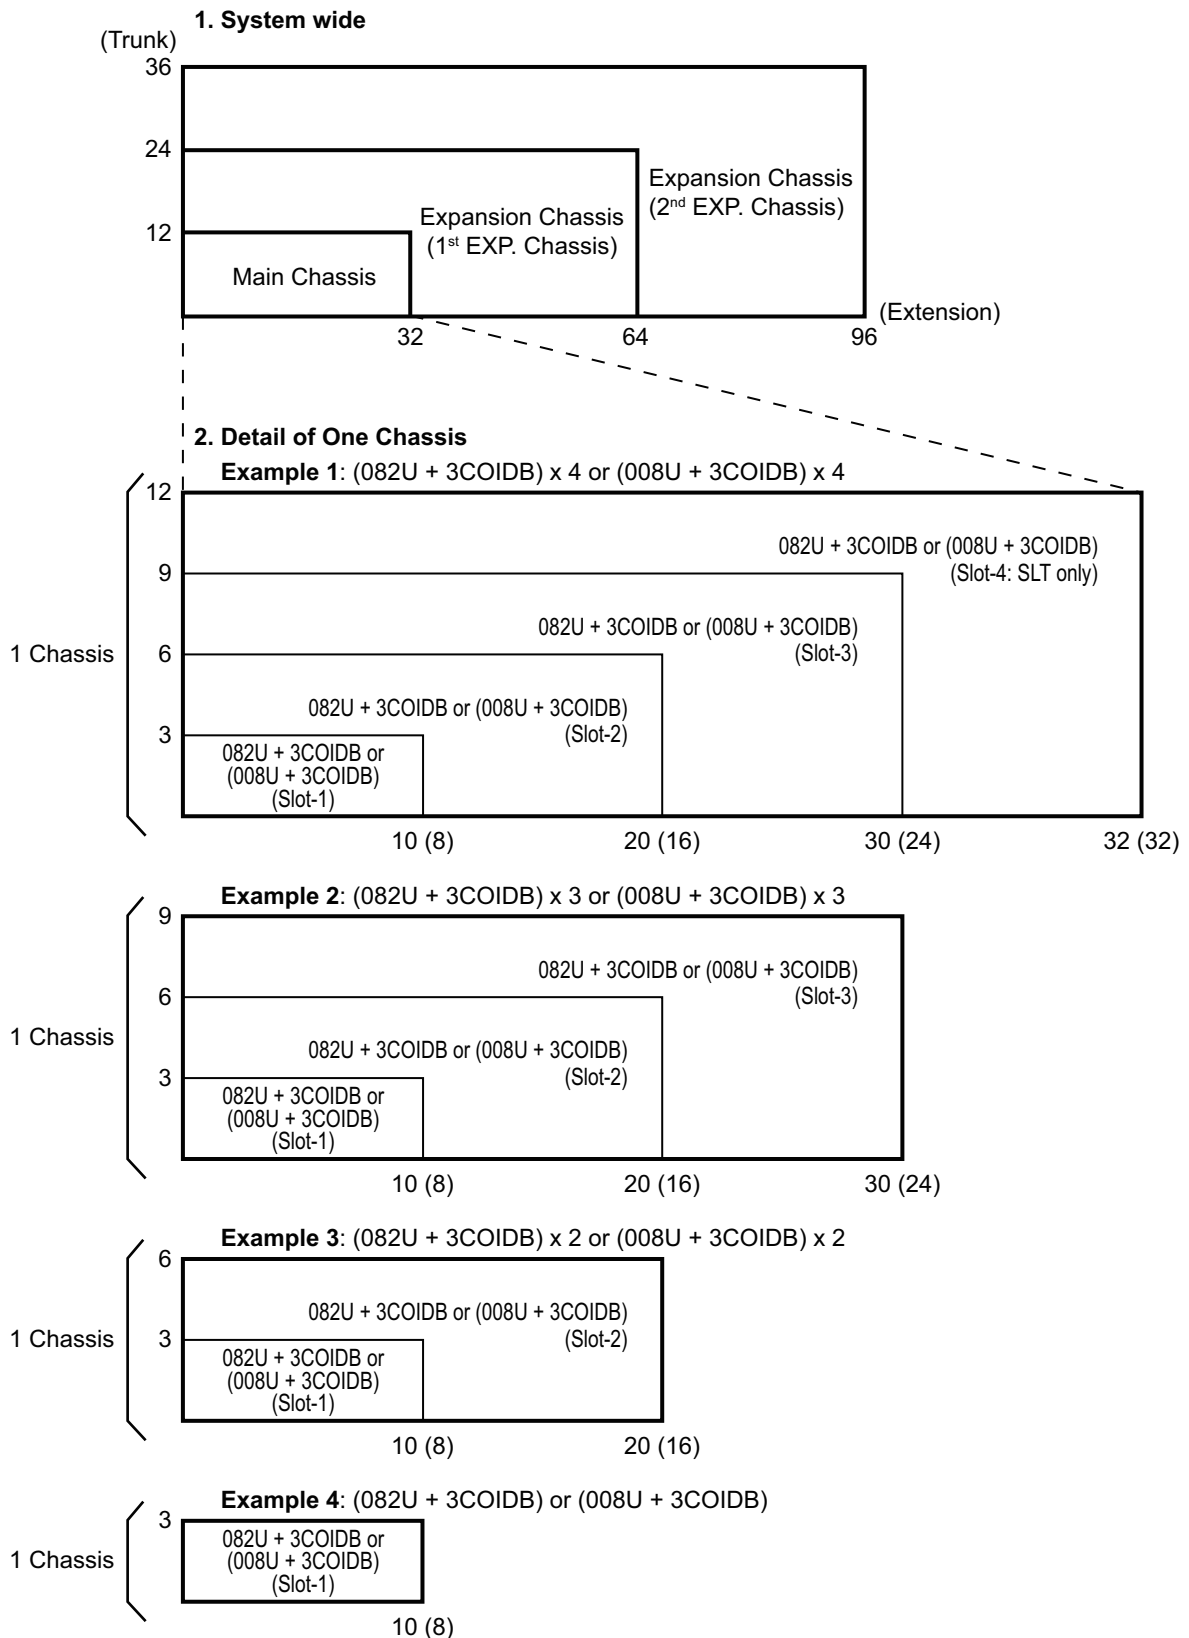 1. System wide
(Trunk)
36
24
12
Expansion Chassis
(2nd EXP. Chassis)
Expansion Chassis
(1st EXP. Chassis)
Main Chassis
(Extension)
32
64
96
2. Detail of One Chassis
Example 1: (082U + 3COIDB) x 4 or (008U + 3COIDB) x 4
12
082U + 3COIDB or (008U + 3COIDB)
(Slot-4: SLT only)
9
082U + 3COIDB or (008U + 3COIDB)
(Slot-3)
1 Chassis
6
082U + 3COIDB or (008U + 3COIDB)
(Slot-2)
3
082U + 3COIDB or
(008U + 3COIDB)
(Slot-1)
10 (8)
20 (16)
30 (24)
32 (32)
Example 2: (082U + 3COIDB) x 3 or (008U + 3COIDB) x 3
9
082U + 3COIDB or (008U + 3COIDB)
(Slot-3)
6
1 Chassis
082U + 3COIDB or (008U + 3COIDB)
(Slot-2)
3
082U + 3COIDB or
(008U + 3COIDB)
(Slot-1)
10 (8)
20 (16)
30 (24)
Example 3: (082U + 3COIDB) x 2 or (008U + 3COIDB) x 2
6
082U + 3COIDB or (008U + 3COIDB)
(Slot-2)
1 Chassis
3
082U + 3COIDB or
(008U + 3COIDB)
(Slot-1)
10 (8)
20 (16)
Example 4: (082U + 3COIDB) or (008U + 3COIDB)
3
1 Chassis
082U + 3COIDB or
(008U + 3COIDB)
(Slot-1)
10 (8)